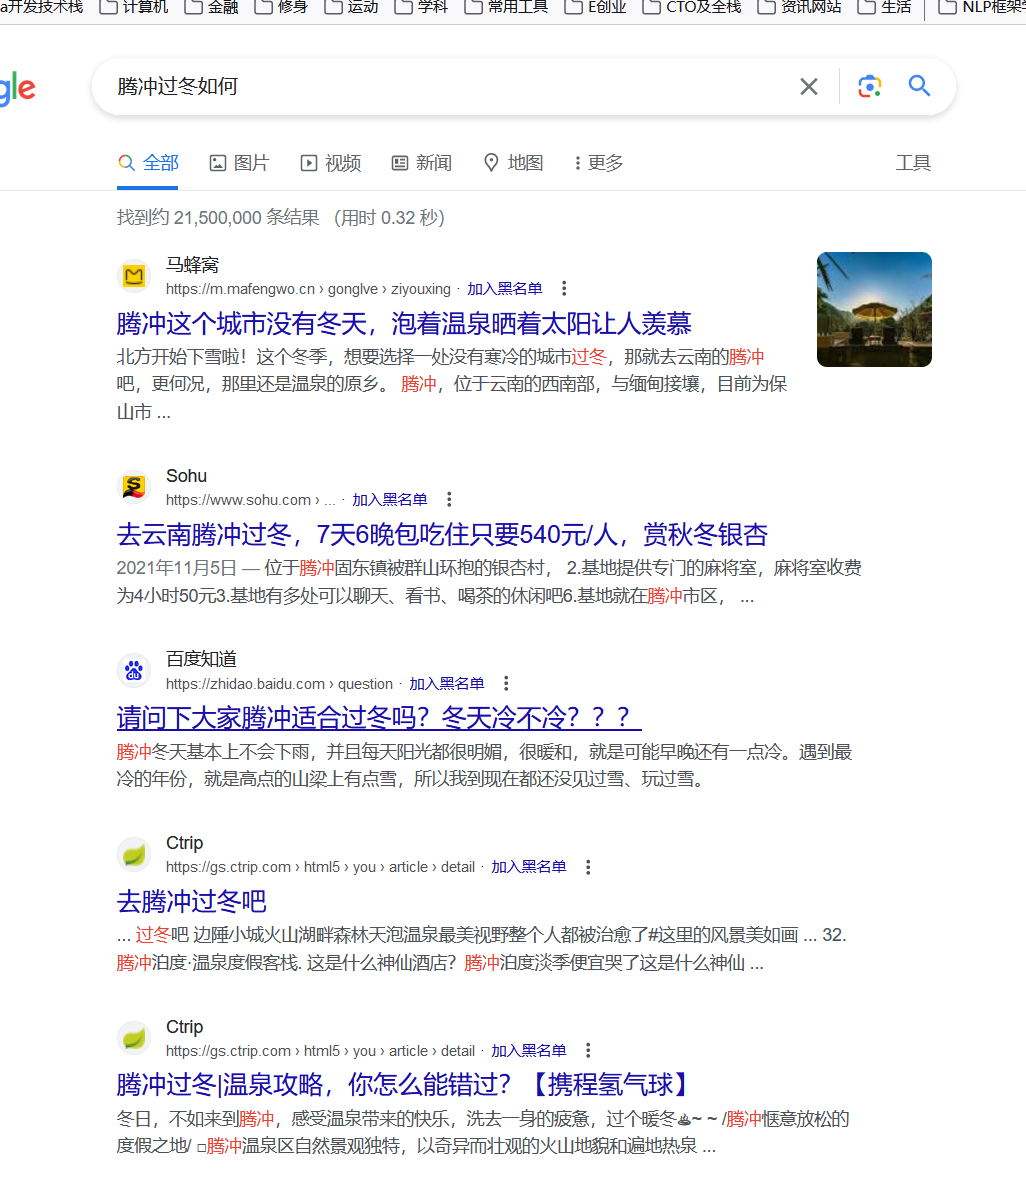 a开发技术栈 计算机 金融 修身 运动 学科 常用工具 E创业 CTO及全栈 资讯网站 生活 NLP框架学
gle 腾冲过冬如何
全部 图片 视频 新闻 地图 更多 工具
找到约 21,500,000 条结果 （用时 0.32 秒）
马蜂窝
https://m.mafengwo.cn › gonglve › ziyouxing · 加入黑名单
腾冲这个城市没有冬天，泡着温泉晒着太阳让人羡慕
北方开始下雪啦！这个冬季，想要选择一处没有寒冷的城市过冬，那就去云南的腾冲
吧，更何况，那里还是温泉的原乡。 腾冲，位于云南的西南部，与缅甸接壤，目前为保
山市 ...
Sohu
https://www.sohu.com › ... · 加入黑名单
去云南腾冲过冬，7天6晚包吃住只要540元/人，赏秋冬银杏
2021年11月5日 — 位于腾冲固东镇被群山环抱的银杏村， 2.基地提供专门的麻将室，麻将室收费
为4小时50元3.基地有多处可以聊天、看书、喝茶的休闲吧6.基地就在腾冲市区， ...
百度知道
https://zhidao.baidu.com › question · 加入黑名单
请问下大家腾冲适合过冬吗？冬天冷不冷？？？
腾冲冬天基本上不会下雨，并且每天阳光都很明媚，很暖和，就是可能早晚还有一点冷。遇到最
冷的年份，就是高点的山梁上有点雪，所以我到现在都还没见过雪、玩过雪。
Ctrip
https://gs.ctrip.com › html5 › you › article › detail · 加入黑名单
去腾冲过冬吧
... 过冬吧 边陲小城火山湖畔森林天泡温泉最美视野整个人都被治愈了#这里的风景美如画 ... 32.
腾冲泊度·温泉度假客栈. 这是什么神仙酒店？腾冲泊度淡季便宜哭了这是什么神仙 ...
Ctrip
https://gs.ctrip.com › html5 › you › article › detail · 加入黑名单
腾冲过冬|温泉攻略，你怎么能错过？【携程氢气球】
冬日，不如来到腾冲，感受温泉带来的快乐，洗去一身的疲惫，过个暖冬♨~ ~ /腾冲惬意放松的
度假之地/ □腾冲温泉区自然景观独特，以奇异而壮观的火山地貌和遍地热泉 ...